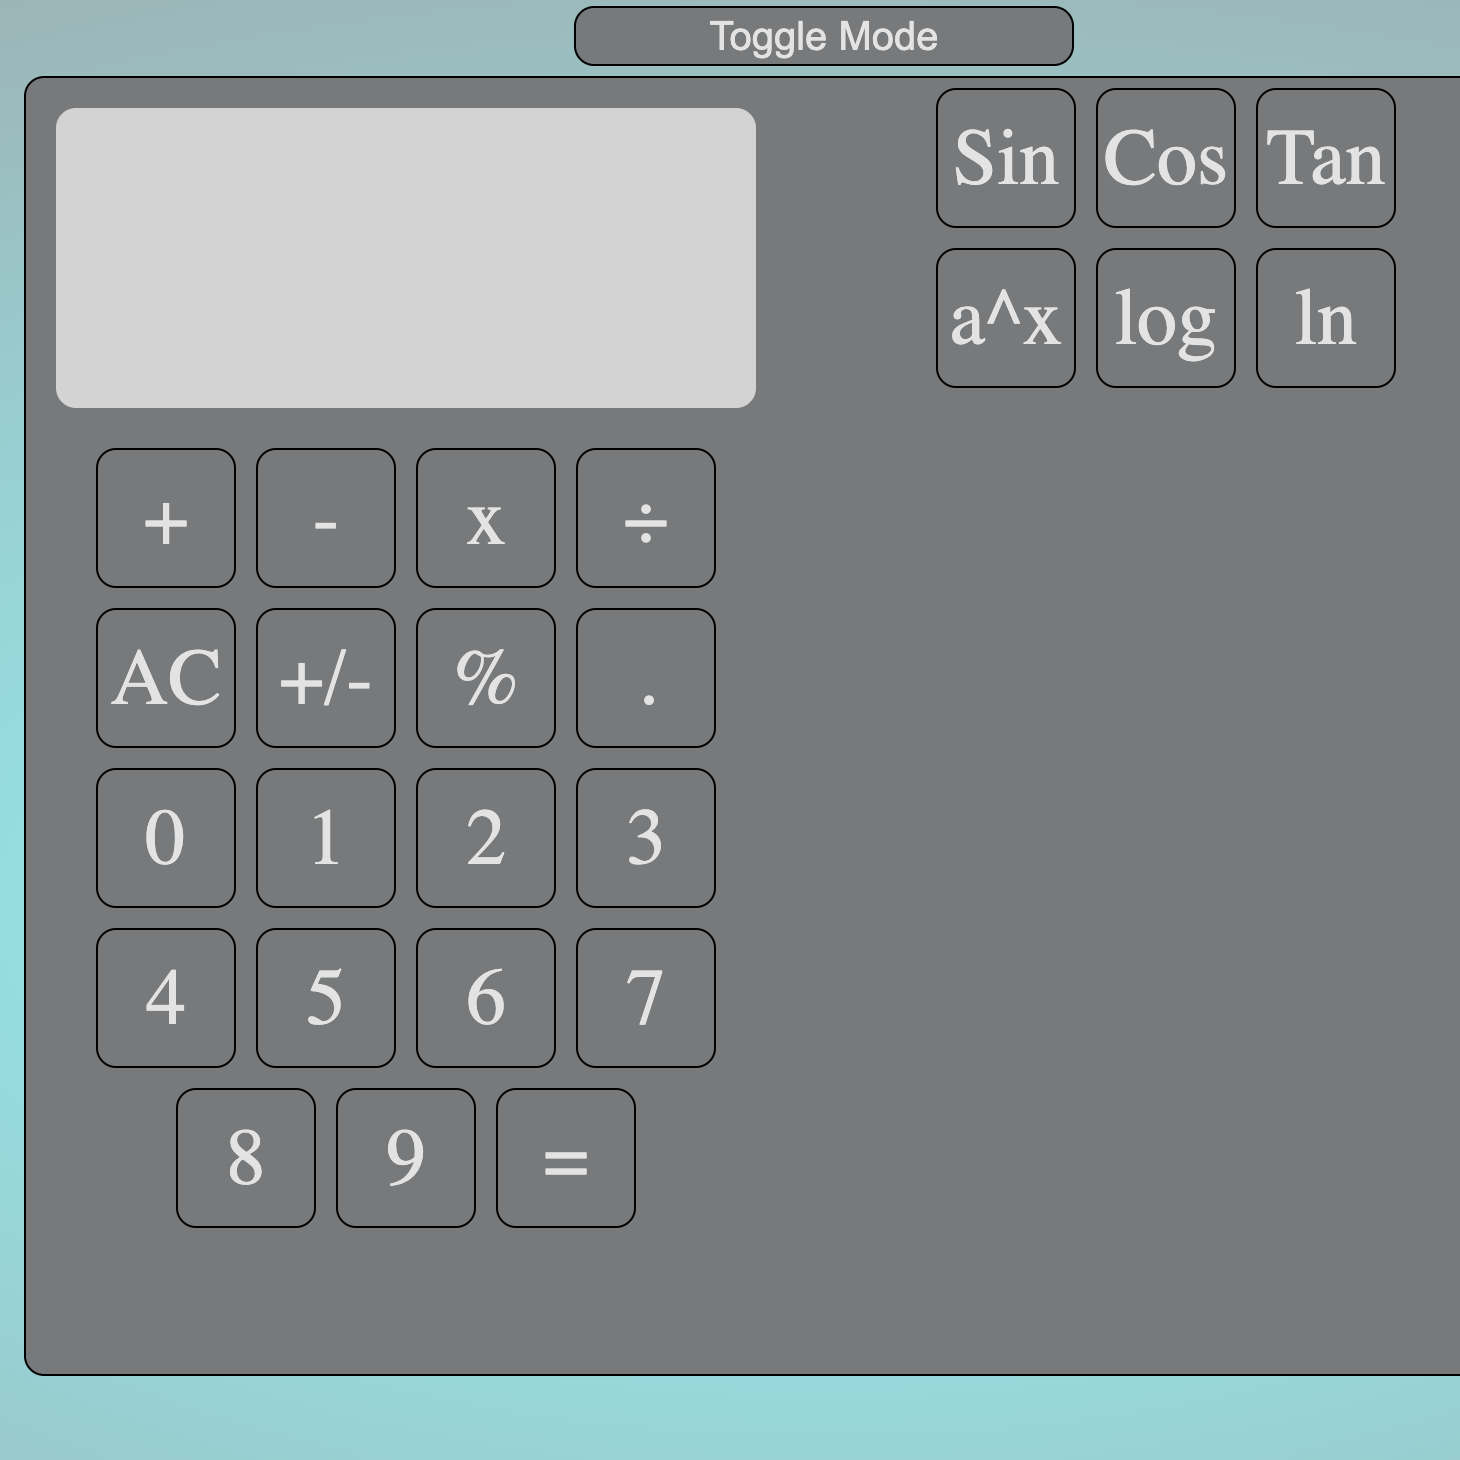 Toggle Mode
Sin Cos Tan
a^x log ln
+ - x ÷
AC +/- % .
0 1 2 3
4 5 6 7
8 9 =